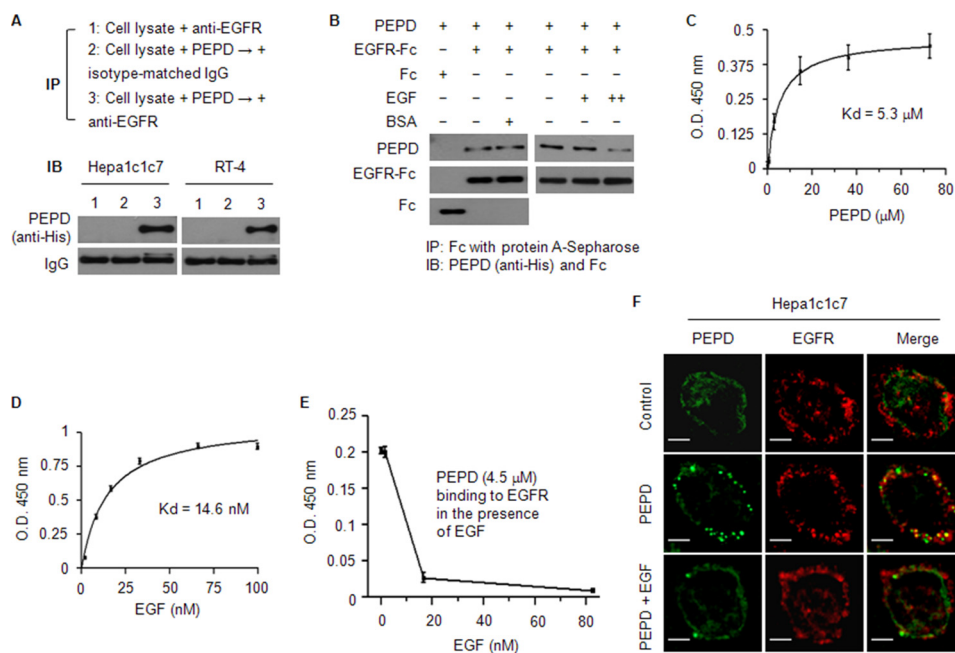 A
IP
1: Cell lysate + anti-EGFR
2: Cell lysate + PEPD → +
isotype-matched IgG
3: Cell lysate + PEPD → +
anti-EGFR
IB
Hepa1c1c7 RT-4
1 2 3 1 2 3
PEPD
(anti-His)
IgG
B
PEPD + + + + + +
EGFR-Fc – + + + + +
Fc + – – – – –
EGF – – – – + ++
BSA – – + – – –
PEPD
EGFR-Fc
Fc
IP: Fc with protein A-Sepharose
IB: PEPD (anti-His) and Fc
C
O.D. 450 nm
0.5
0.375
0.25
0.125
0
Kd = 5.3 µM
0 20 40 60 80
PEPD (µM)
D
O.D. 450 nm
1
0.75
0.5
0.25
0
Kd = 14.6 nM
0 25 50 75 100
EGF (nM)
E
O.D. 450 nm
0.2
0.15
0.2
0.05
0
PEPD (4.5 µM)
binding to EGFR
in the presence
of EGF
0 20 40 60 80
EGF (nM)
F
Hepa1c1c7
PEPD EGFR Merge
Control
PEPD
PEPD + EGF